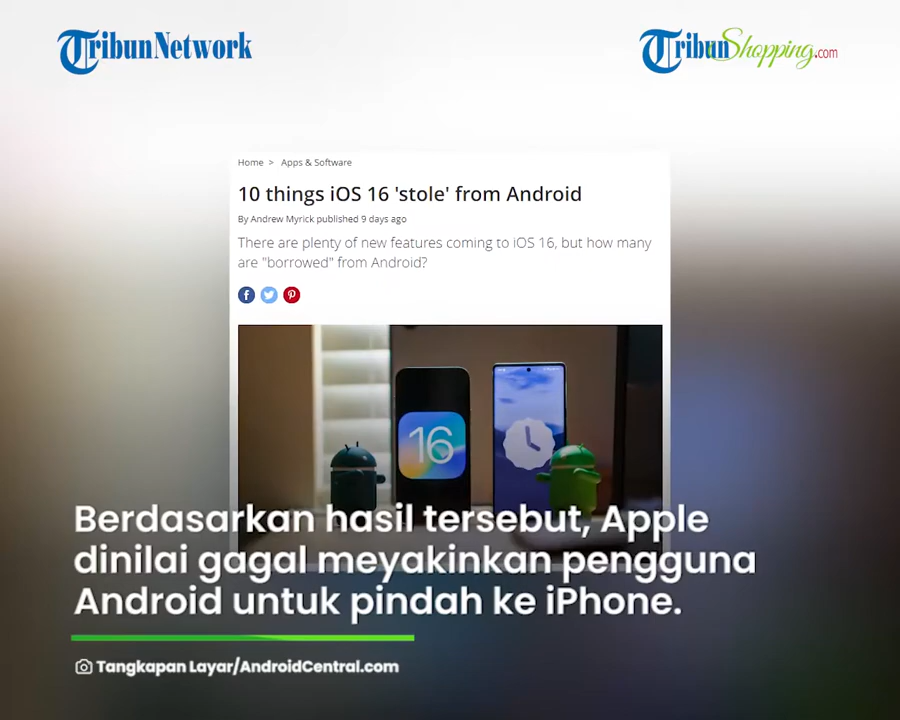 TribunNetwork
TribunShopping.com
Home > Apps & Software
10 things iOS 16 'stole' from Android
By Andrew Myrick published 9 days ago
There are plenty of new features coming to iOS 16, but how many
are "borrowed" from Android?
16
Berdasarkan hasil tersebut, Apple
dinilai gagal meyakinkan pengguna
Android untuk pindah ke iPhone.
Tangkapan Layar/AndroidCentral.com